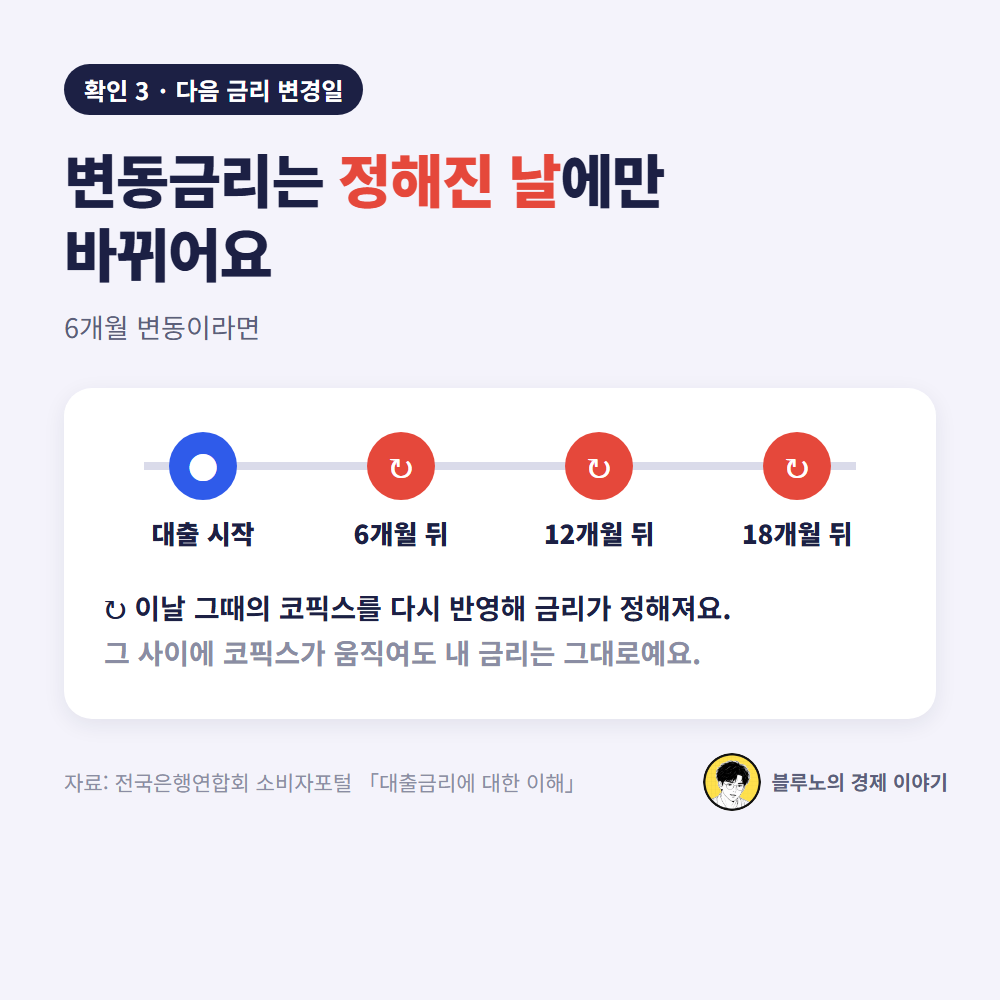 확인 3 · 다음 금리 변경일
변동금리는 정해진 날에만
바뀌어요
6개월 변동이라면
대출 시작
6개월 뒤
12개월 뒤
18개월 뒤
↻ 이날 그때의 코픽스를 다시 반영해 금리가 정해져요.
그 사이에 코픽스가 움직여도 내 금리는 그대로예요.
자료: 전국은행연합회 소비자포털 「대출금리에 대한 이해」
블루노의 경제 이야기